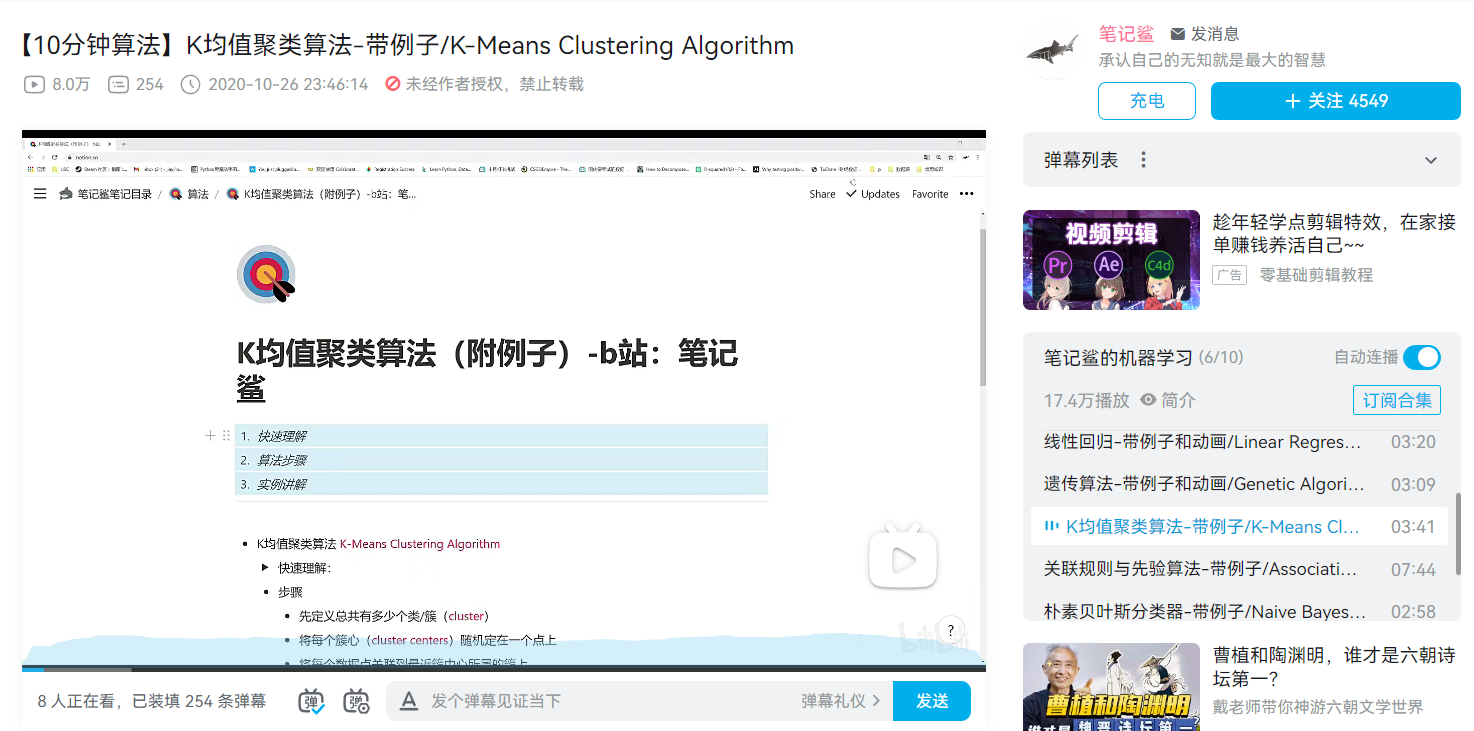 【10分钟算法】K均值聚类算法-带例子/K-Means Clustering Algorithm
8.0万 254 2020-10-26 23:46:14 未经作者授权，禁止转载
notion.so
笔记鲨笔记目录 / 算法 / K均值聚类算法（附例子）-b站：笔...
Share Updates Favorite
K均值聚类算法（附例子）-b站：笔记
鲨
1. 快速理解
2. 算法步骤
3. 实例讲解
K均值聚类算法 K-Means Clustering Algorithm
快速理解：
步骤
先定义总共有多少个类/簇（cluster）
将每个簇心（cluster centers）随机定在一个点上
?
bilibili
8 人正在看，已装填 254 条弹幕
弹
弹
A 发个弹幕见证当下
弹幕礼仪 >
发送
笔记鲨 发消息
承认自己的无知就是最大的智慧
充电
+ 关注 4549
弹幕列表
视频剪辑
Pr Ae C4d
趁年轻学点剪辑特效，在家接
单赚钱养活自己~~
广告 零基础剪辑教程
笔记鲨的机器学习 (6/10) 自动连播
17.4万播放 简介 订阅合集
线性回归-带例子和动画/Linear Regres... 03:20
遗传算法-带例子和动画/Genetic Algori... 03:09
K均值聚类算法-带例子/K-Means Cl... 03:41
关联规则与先验算法-带例子/Associati... 07:44
朴素贝叶斯分类器-带例子/Naive Bayes... 02:58
曹植和陶渊明
曹植和陶渊明，谁才是六朝诗
坛第一？
戴老师带你神游六朝文学世界